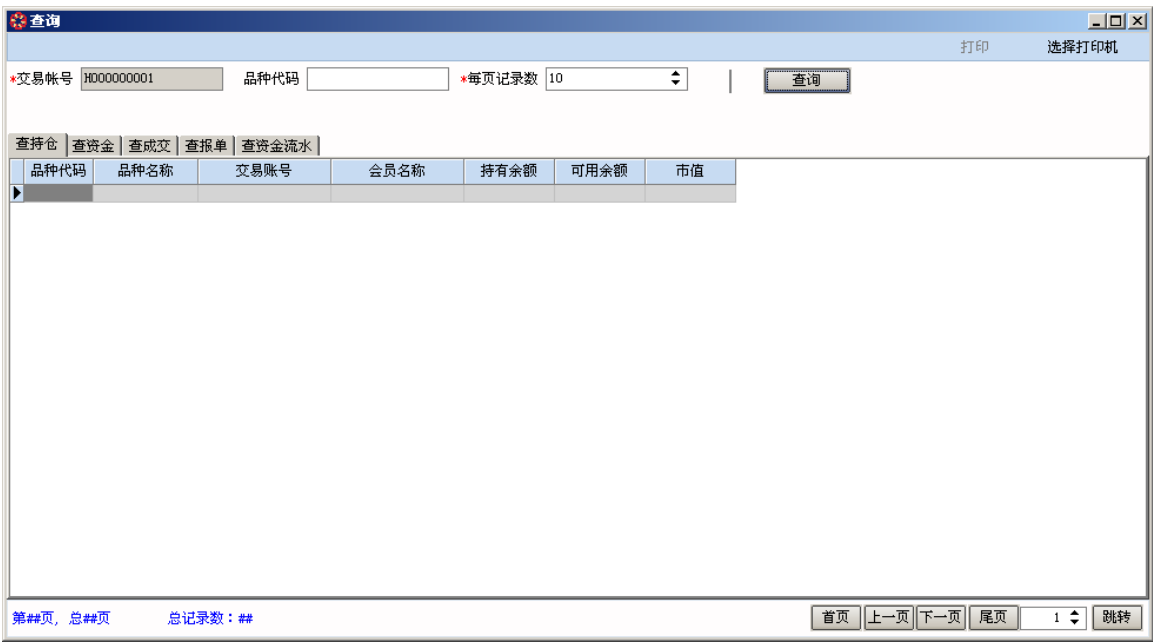 查询
打印 选择打印机
*交易帐号 H000000001 品种代码 *每页记录数 10 查询
查持仓 查资金 查成交 查报单 查资金流水
品种代码 品种名称 交易账号 会员名称 持有余额 可用余额 市值
第##页, 总##页 总记录数：## 首页 上一页 下一页 尾页 1 跳转